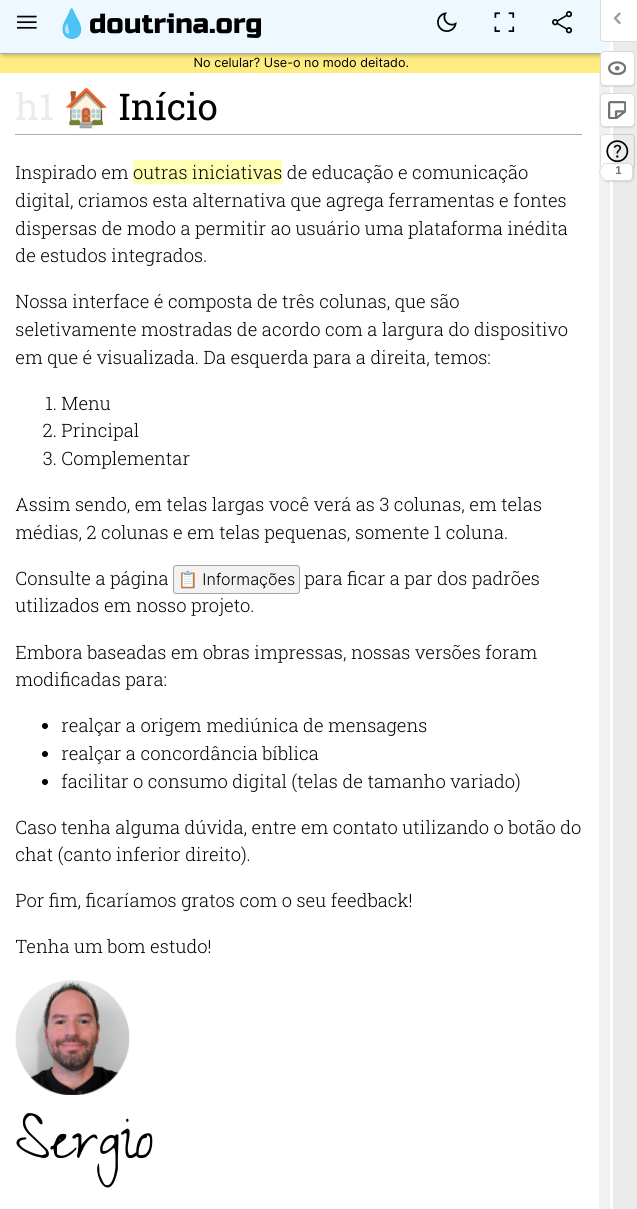 doutrina.org
No celular? Use-o no modo deitado.
h1 🏠 Início
Inspirado em outras iniciativas de educação e comunicação
digital, criamos esta alternativa que agrega ferramentas e fontes
dispersas de modo a permitir ao usuário uma plataforma inédita
de estudos integrados.
Nossa interface é composta de três colunas, que são
seletivamente mostradas de acordo com a largura do dispositivo
em que é visualizada. Da esquerda para a direita, temos:
1. Menu
2. Principal
3. Complementar
Assim sendo, em telas largas você verá as 3 colunas, em telas
médias, 2 colunas e em telas pequenas, somente 1 coluna.
Consulte a página 📋 Informações para ficar a par dos padrões
utilizados em nosso projeto.
Embora baseadas em obras impressas, nossas versões foram
modificadas para:
• realçar a origem mediúnica de mensagens
• realçar a concordância bíblica
• facilitar o consumo digital (telas de tamanho variado)
Caso tenha alguma dúvida, entre em contato utilizando o botão do
chat (canto inferior direito).
Por fim, ficaríamos gratos com o seu feedback!
Tenha um bom estudo!
Sergio
1